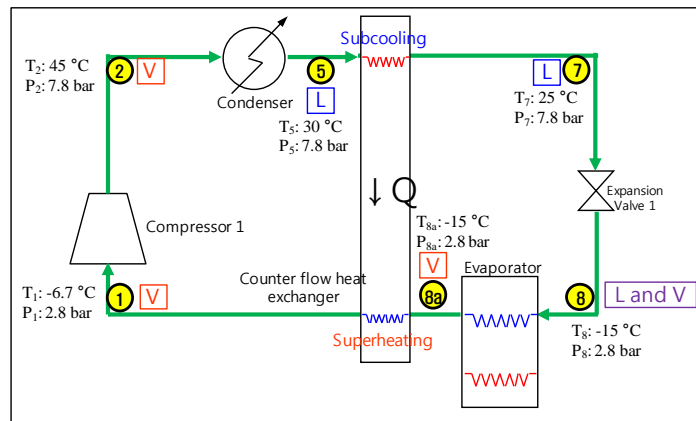 Subcooling
T2: 45 °C
P2: 7.8 bar
2
V
Condenser
5
L
T5: 30 °C
P5: 7.8 bar
L
7
T7: 25 °C
P7: 7.8 bar
Expansion
Valve 1
↓ Q
Compressor 1
T8a: -15 °C
P8a: 2.8 bar
V
8a
Evaporator
Counter flow heat
exchanger
T1: -6.7 °C
P1: 2.8 bar
1
V
Superheating
8
L and V
T8: -15 °C
P8: 2.8 bar